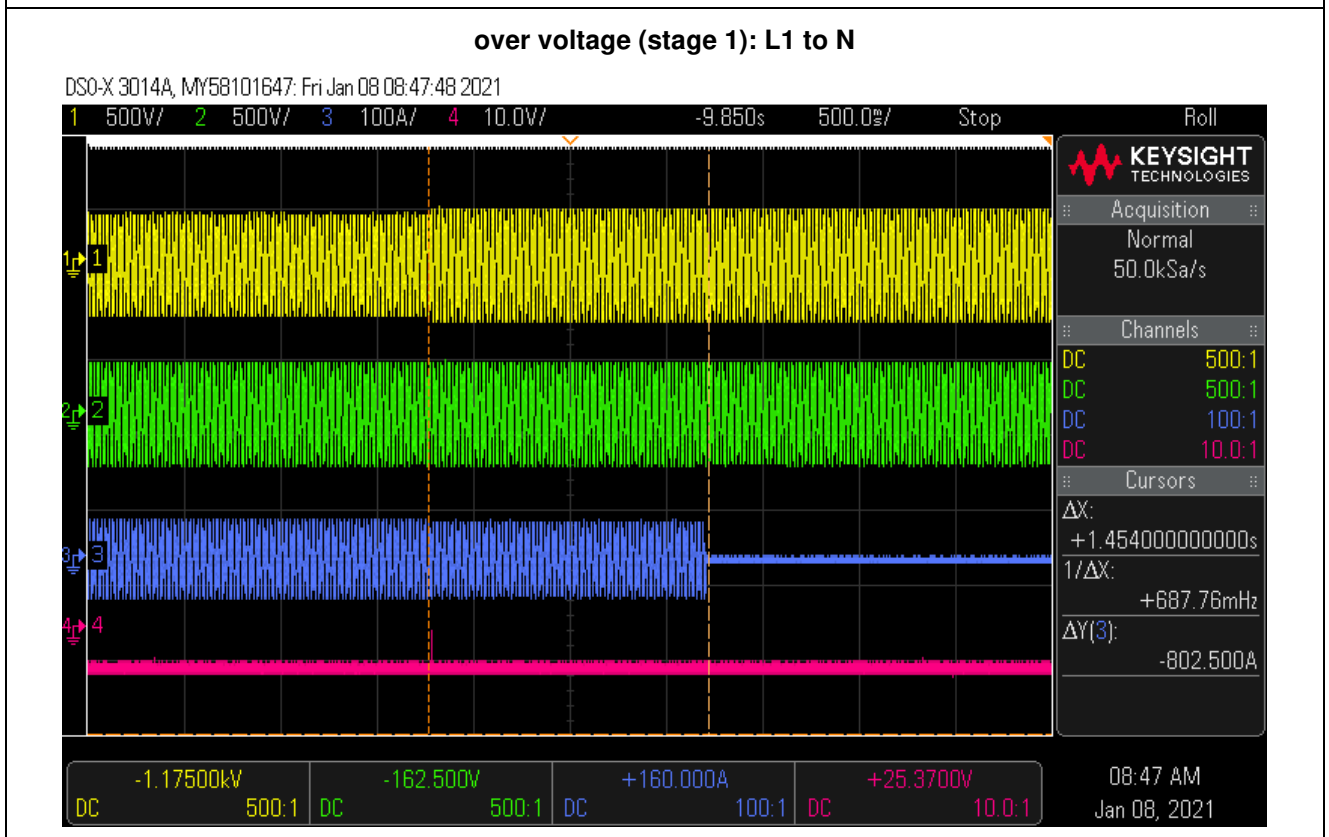 over voltage (stage 1): L1 to N
DSO-X 3014A, MY58101647: Fri Jan 08 08:47:48 2021
1 500V/ 2 500V/ 3 100A/ 4 10.0V/ -9.850s 500.0ms/ Stop Roll
KEYSIGHT
TECHNOLOGIES
Acquisition
Normal
50.0kSa/s
Channels
DC 500:1
DC 500:1
DC 100:1
DC 10.0:1
Cursors
ΔX:
+1.454000000000s
1/ΔX:
+687.76mHz
ΔY(3):
-802.500A
1 1
2 2
3 3
4 4
-1.17500kV -162.500V +160.000A +25.3700V
DC 500:1 DC 500:1 DC 100:1 DC 10.0:1
08:47 AM
Jan 08, 2021